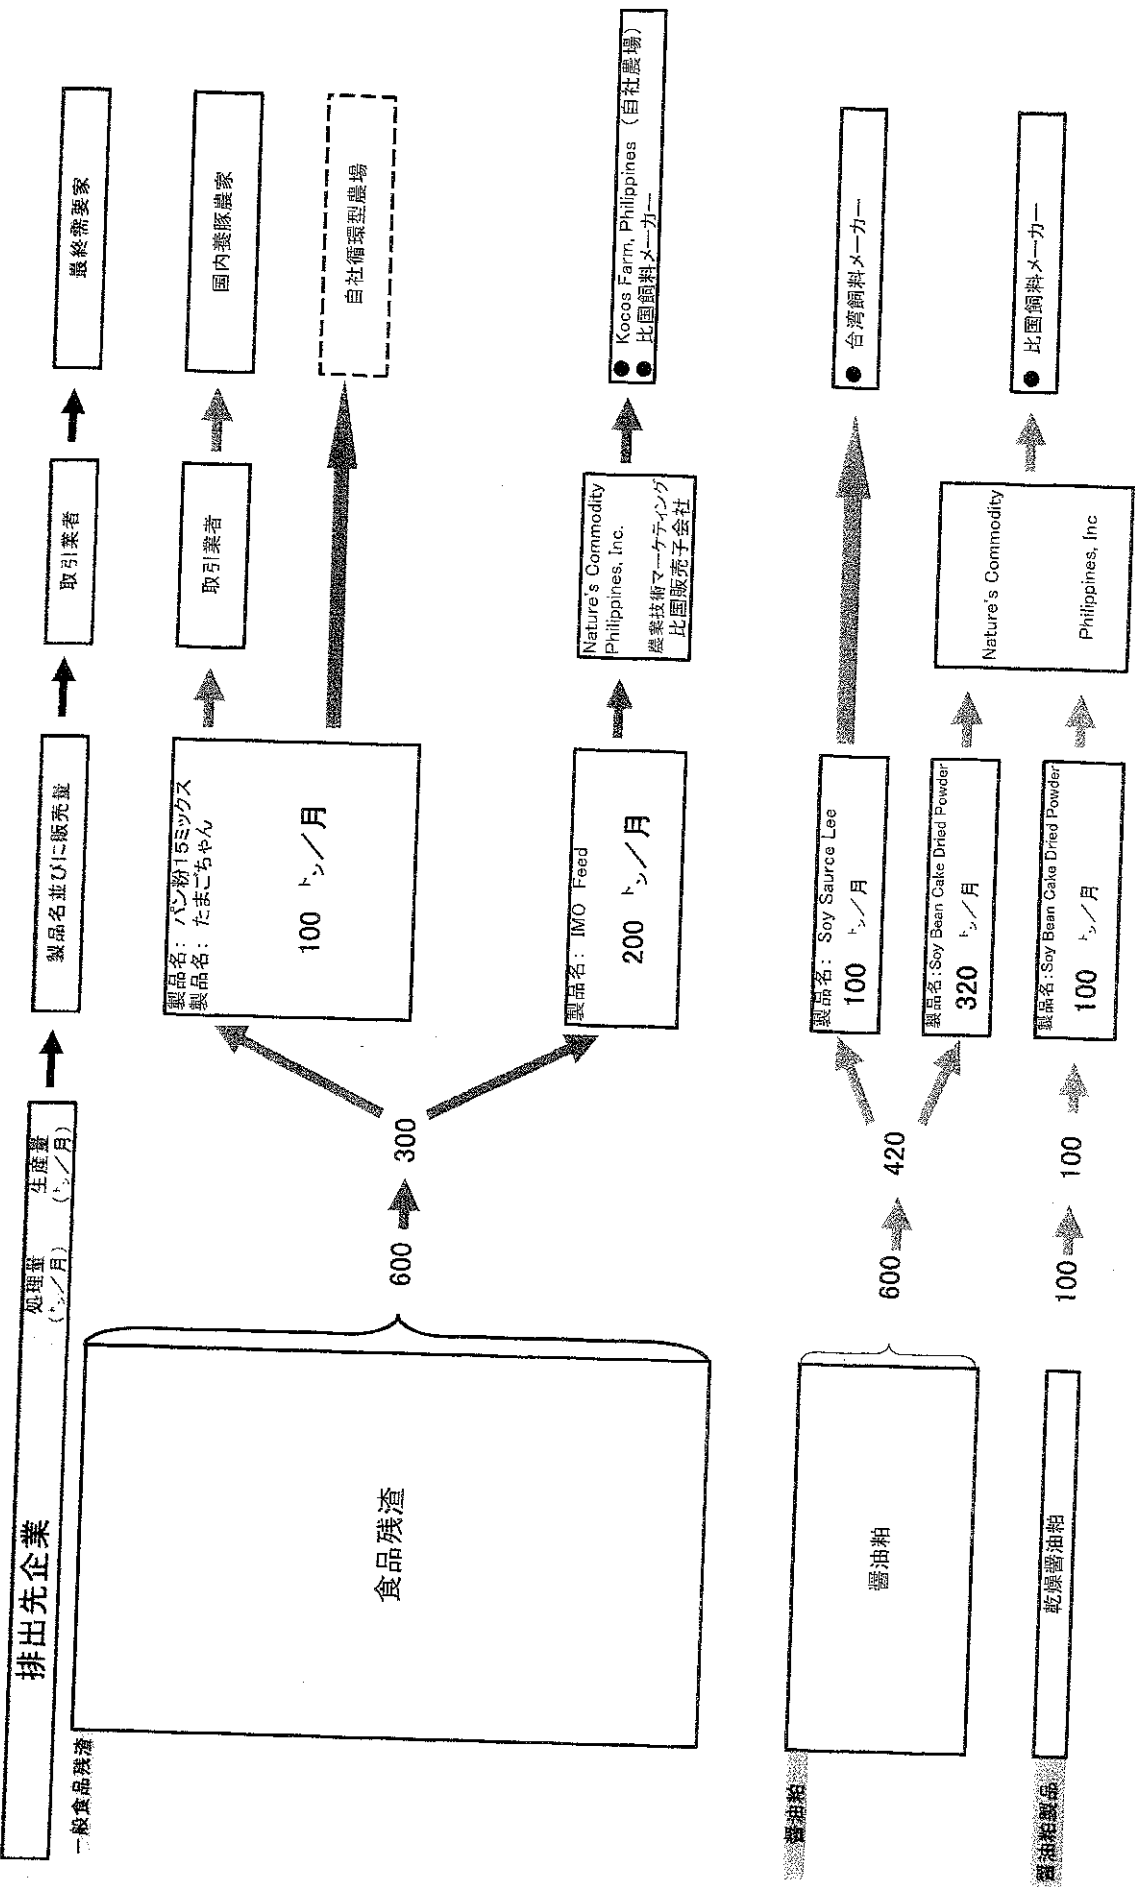 排出先企業
処理量
(トン/月)
生産量
(トン/月)
製品名並びに販売量
取引業者
最終需要家
一般食品残渣
食品残渣
600
300
製品名: パン粉15ミックス
製品名: たまごちゃん
100 トン/月
取引業者
国内養豚農家
自社循環型農場
製品名: IMO Feed
200 トン/月
Nature's Commodity
Philippines, Inc.
農業技術マーケティング
比国販売子会社
● Kocos Farm, Philippines (自社農場)
● 比国飼料メーカー
醤油粕
醤油粕
600
420
製品名: Soy Saurce Lee
100 トン/月
● 台湾飼料メーカー
製品名:Soy Bean Cake Dried Powder
320 トン/月
Nature's Commodity
Philippines, Inc
● 比国飼料メーカー
醤油粕製品
乾燥醤油粕
100
100
製品名:Soy Bean Cake Dried Powder
100 トン/月